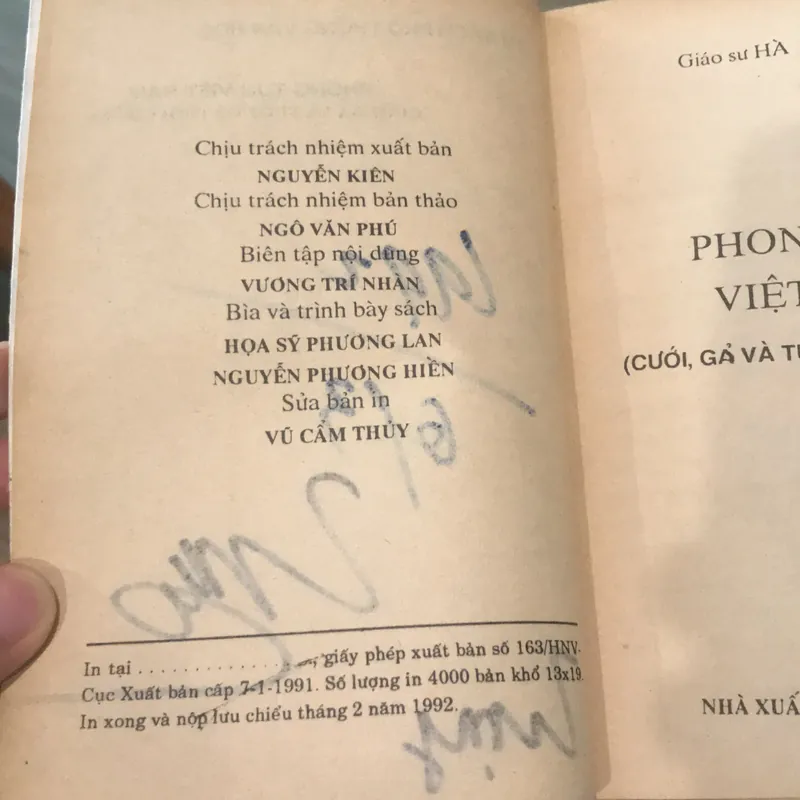 Chịu trách nhiệm xuất bản
NGUYỄN KIÊN
Chịu trách nhiệm bản thảo
NGÔ VĂN PHÚ
Biên tập nội dung
VƯƠNG TRÍ NHÀN
Bìa và trình bày sách
HỌA SỸ PHƯƠNG LAN
NGUYỄN PHƯƠNG HIỀN
Sửa bản in
VŨ CẨM THỦY
In tại . . . . . . . . . . . . . . , giấy phép xuất bản số 163/HNV.
Cục Xuất bản cấp 7-1-1991. Số lượng in 4000 bản khổ 13x19.
In xong và nộp lưu chiểu tháng 2 năm 1992.
Giáo sư HÀ
PHON
VIỆT
(CƯỚI, GẢ VÀ TU
NHÀ XUẤ